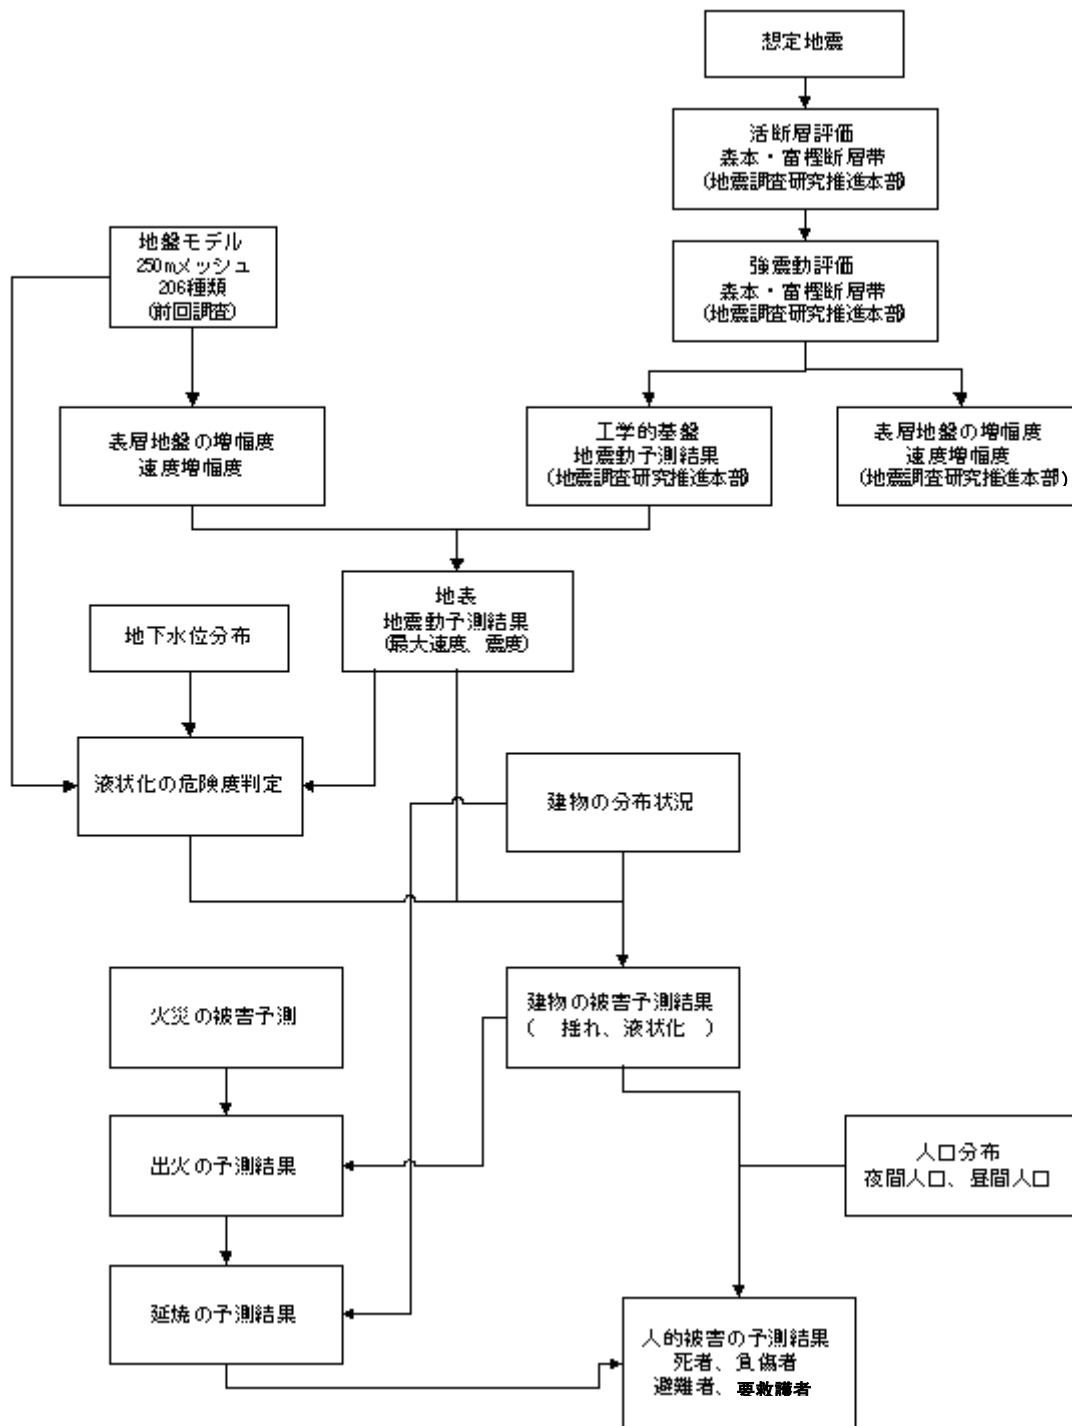 想定地震
活断層評価
森本・富樫断層帯
(地震調査研究推進本部)
地盤モデル
250mメッシュ
206種類
(前回調査)
強震動評価
森本・富樫断層帯
(地震調査研究推進本部)
表層地盤の増幅度
速度増幅度
工学的基盤
地震動予測結果
(地震調査研究推進本部)
表層地盤の増幅度
速度増幅度
(地震調査研究推進本部)
地表
地震動予測結果
(最大速度、震度)
地下水位分布
液状化の危険度判定
建物の分布状況
火災の被害予測
建物の被害予測結果
(　揺れ、液状化　)
出火の予測結果
人口分布
夜間人口、昼間人口
延焼の予測結果
人的被害の予測結果
死者、負傷者
避難者、要救護者